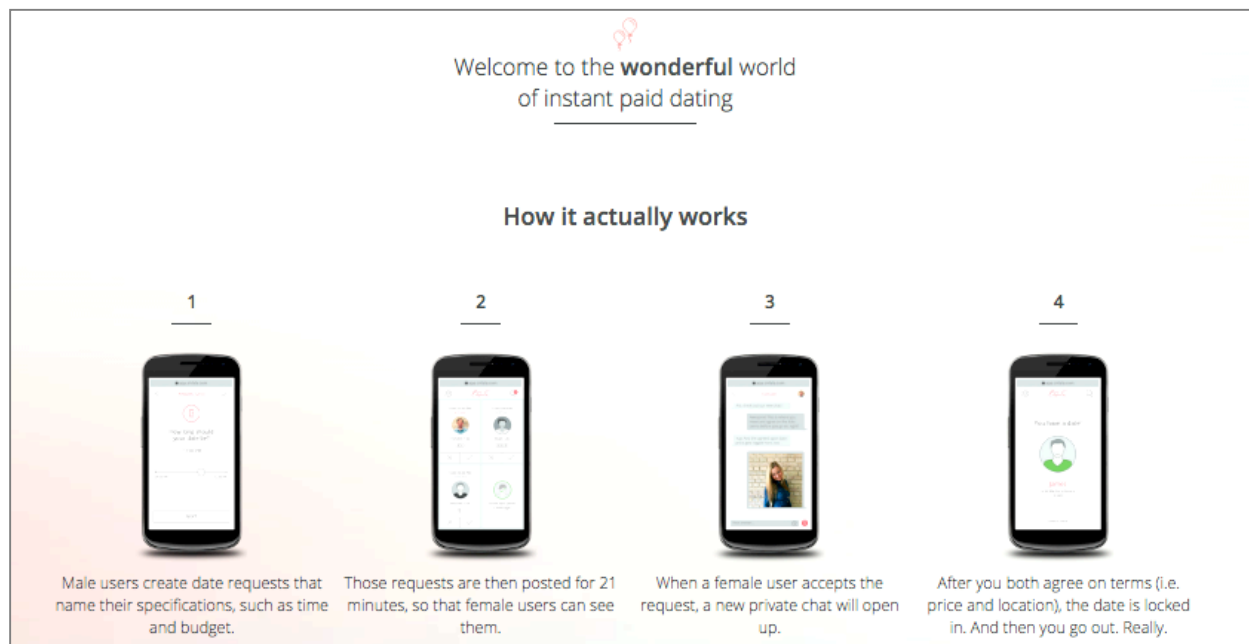 Welcome to the wonderful world
of instant paid dating
How it actually works
1
2
3
4
You have a date!
Male users create date requests that
name their specifications, such as time
and budget.
Those requests are then posted for 21
minutes, so that female users can see
them.
When a female user accepts the
request, a new private chat will open
up.
After you both agree on terms (i.e.
price and location), the date is locked
in. And then you go out. Really.